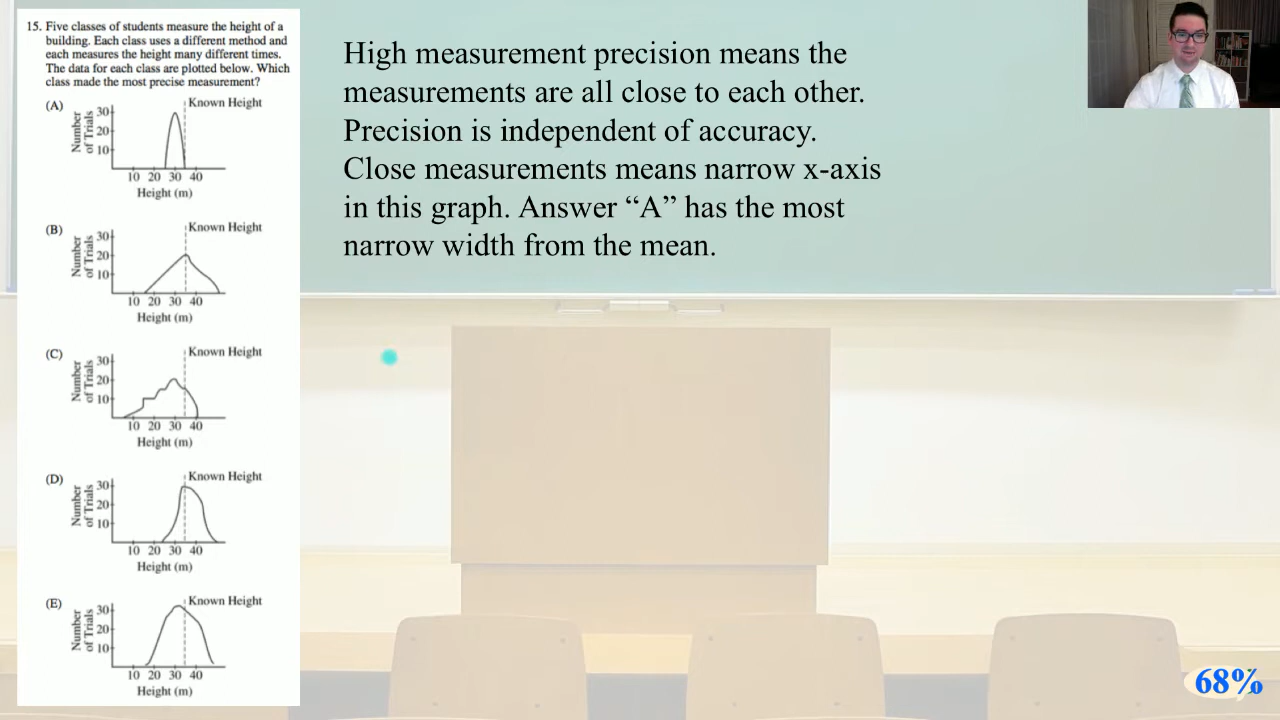 15. Five classes of students measure the height of a
building. Each class uses a different method and
each measures the height many different times.
The data for each class are plotted below. Which
class made the most precise measurement?
(A)
Known Height
Number
of Trials
30
20
10
10 20 30 40
Height (m)
(B)
Known Height
Number
of Trials
30
20
10
10 20 30 40
Height (m)
(C)
Known Height
Number
of Trials
30
20
10
10 20 30 40
Height (m)
(D)
Known Height
Number
of Trials
30
20
10
10 20 30 40
Height (m)
(E)
Known Height
Number
of Trials
30
20
10
10 20 30 40
Height (m)
High measurement precision means the
measurements are all close to each other.
Precision is independent of accuracy.
Close measurements means narrow x-axis
in this graph. Answer “A” has the most
narrow width from the mean.
68%